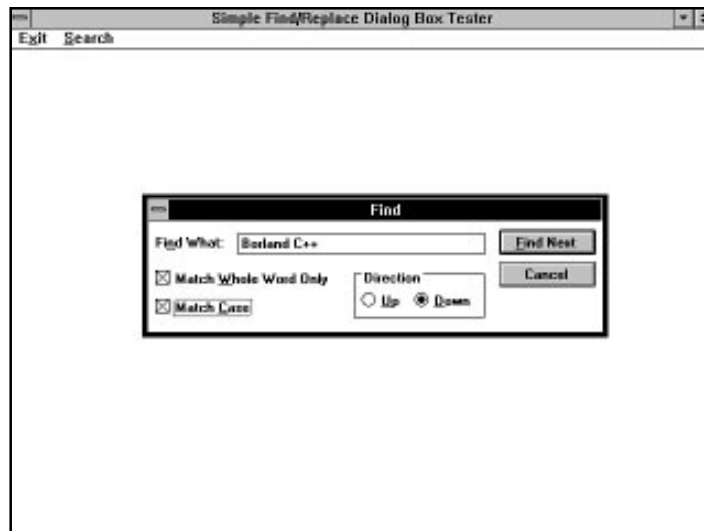 Simple Find/Replace Dialog Box Tester
Exit Search
Find
Find What: Borland C++ Find Next
Match Whole Word Only Direction Cancel
Match Case Up Down